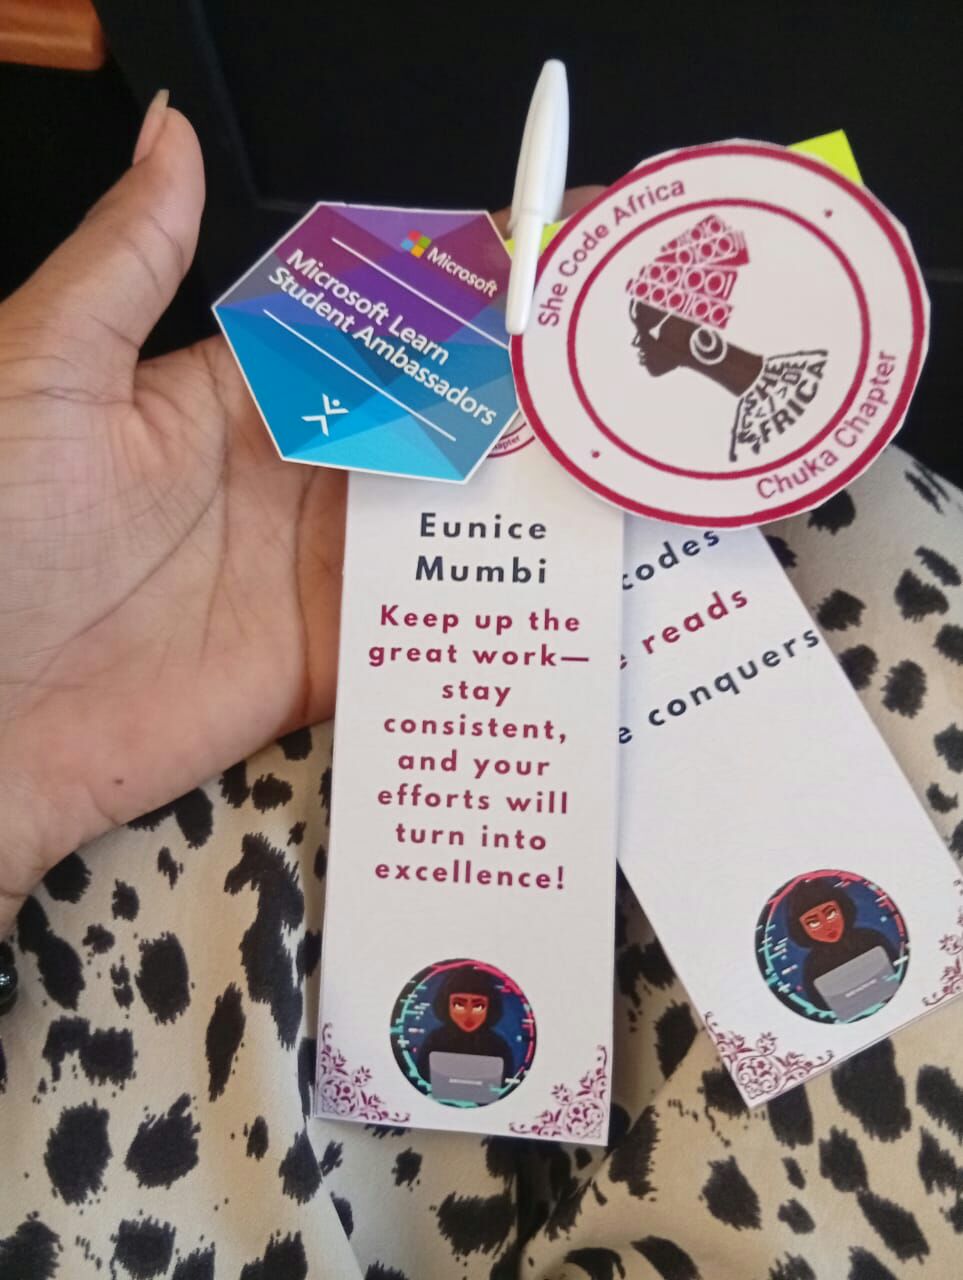 Microsoft
Microsoft Learn
Student Ambassadors
She Code Africa
SHE
CODE
AFRICA
Chuka Chapter
Eunice
Mumbi
Keep up the
great work—
stay
consistent,
and your
efforts will
turn into
excellence!
codes
reads
conquers